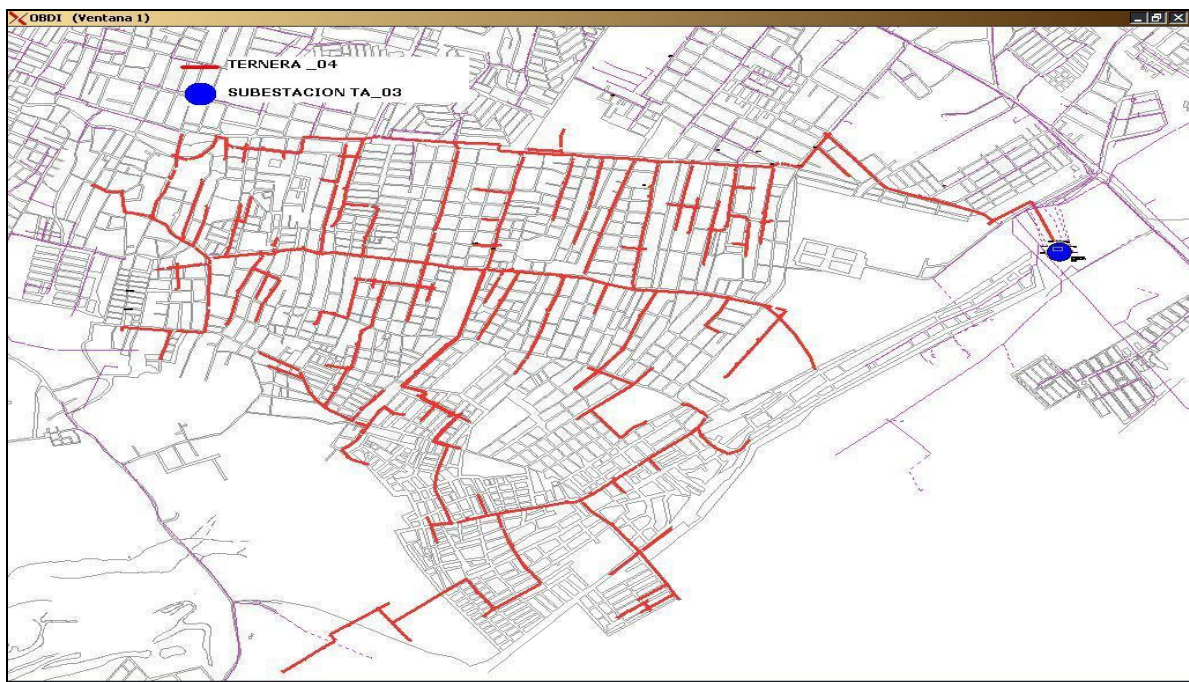 OBDI (Ventana 1)
TERNERA _04
SUBESTACION TA_03